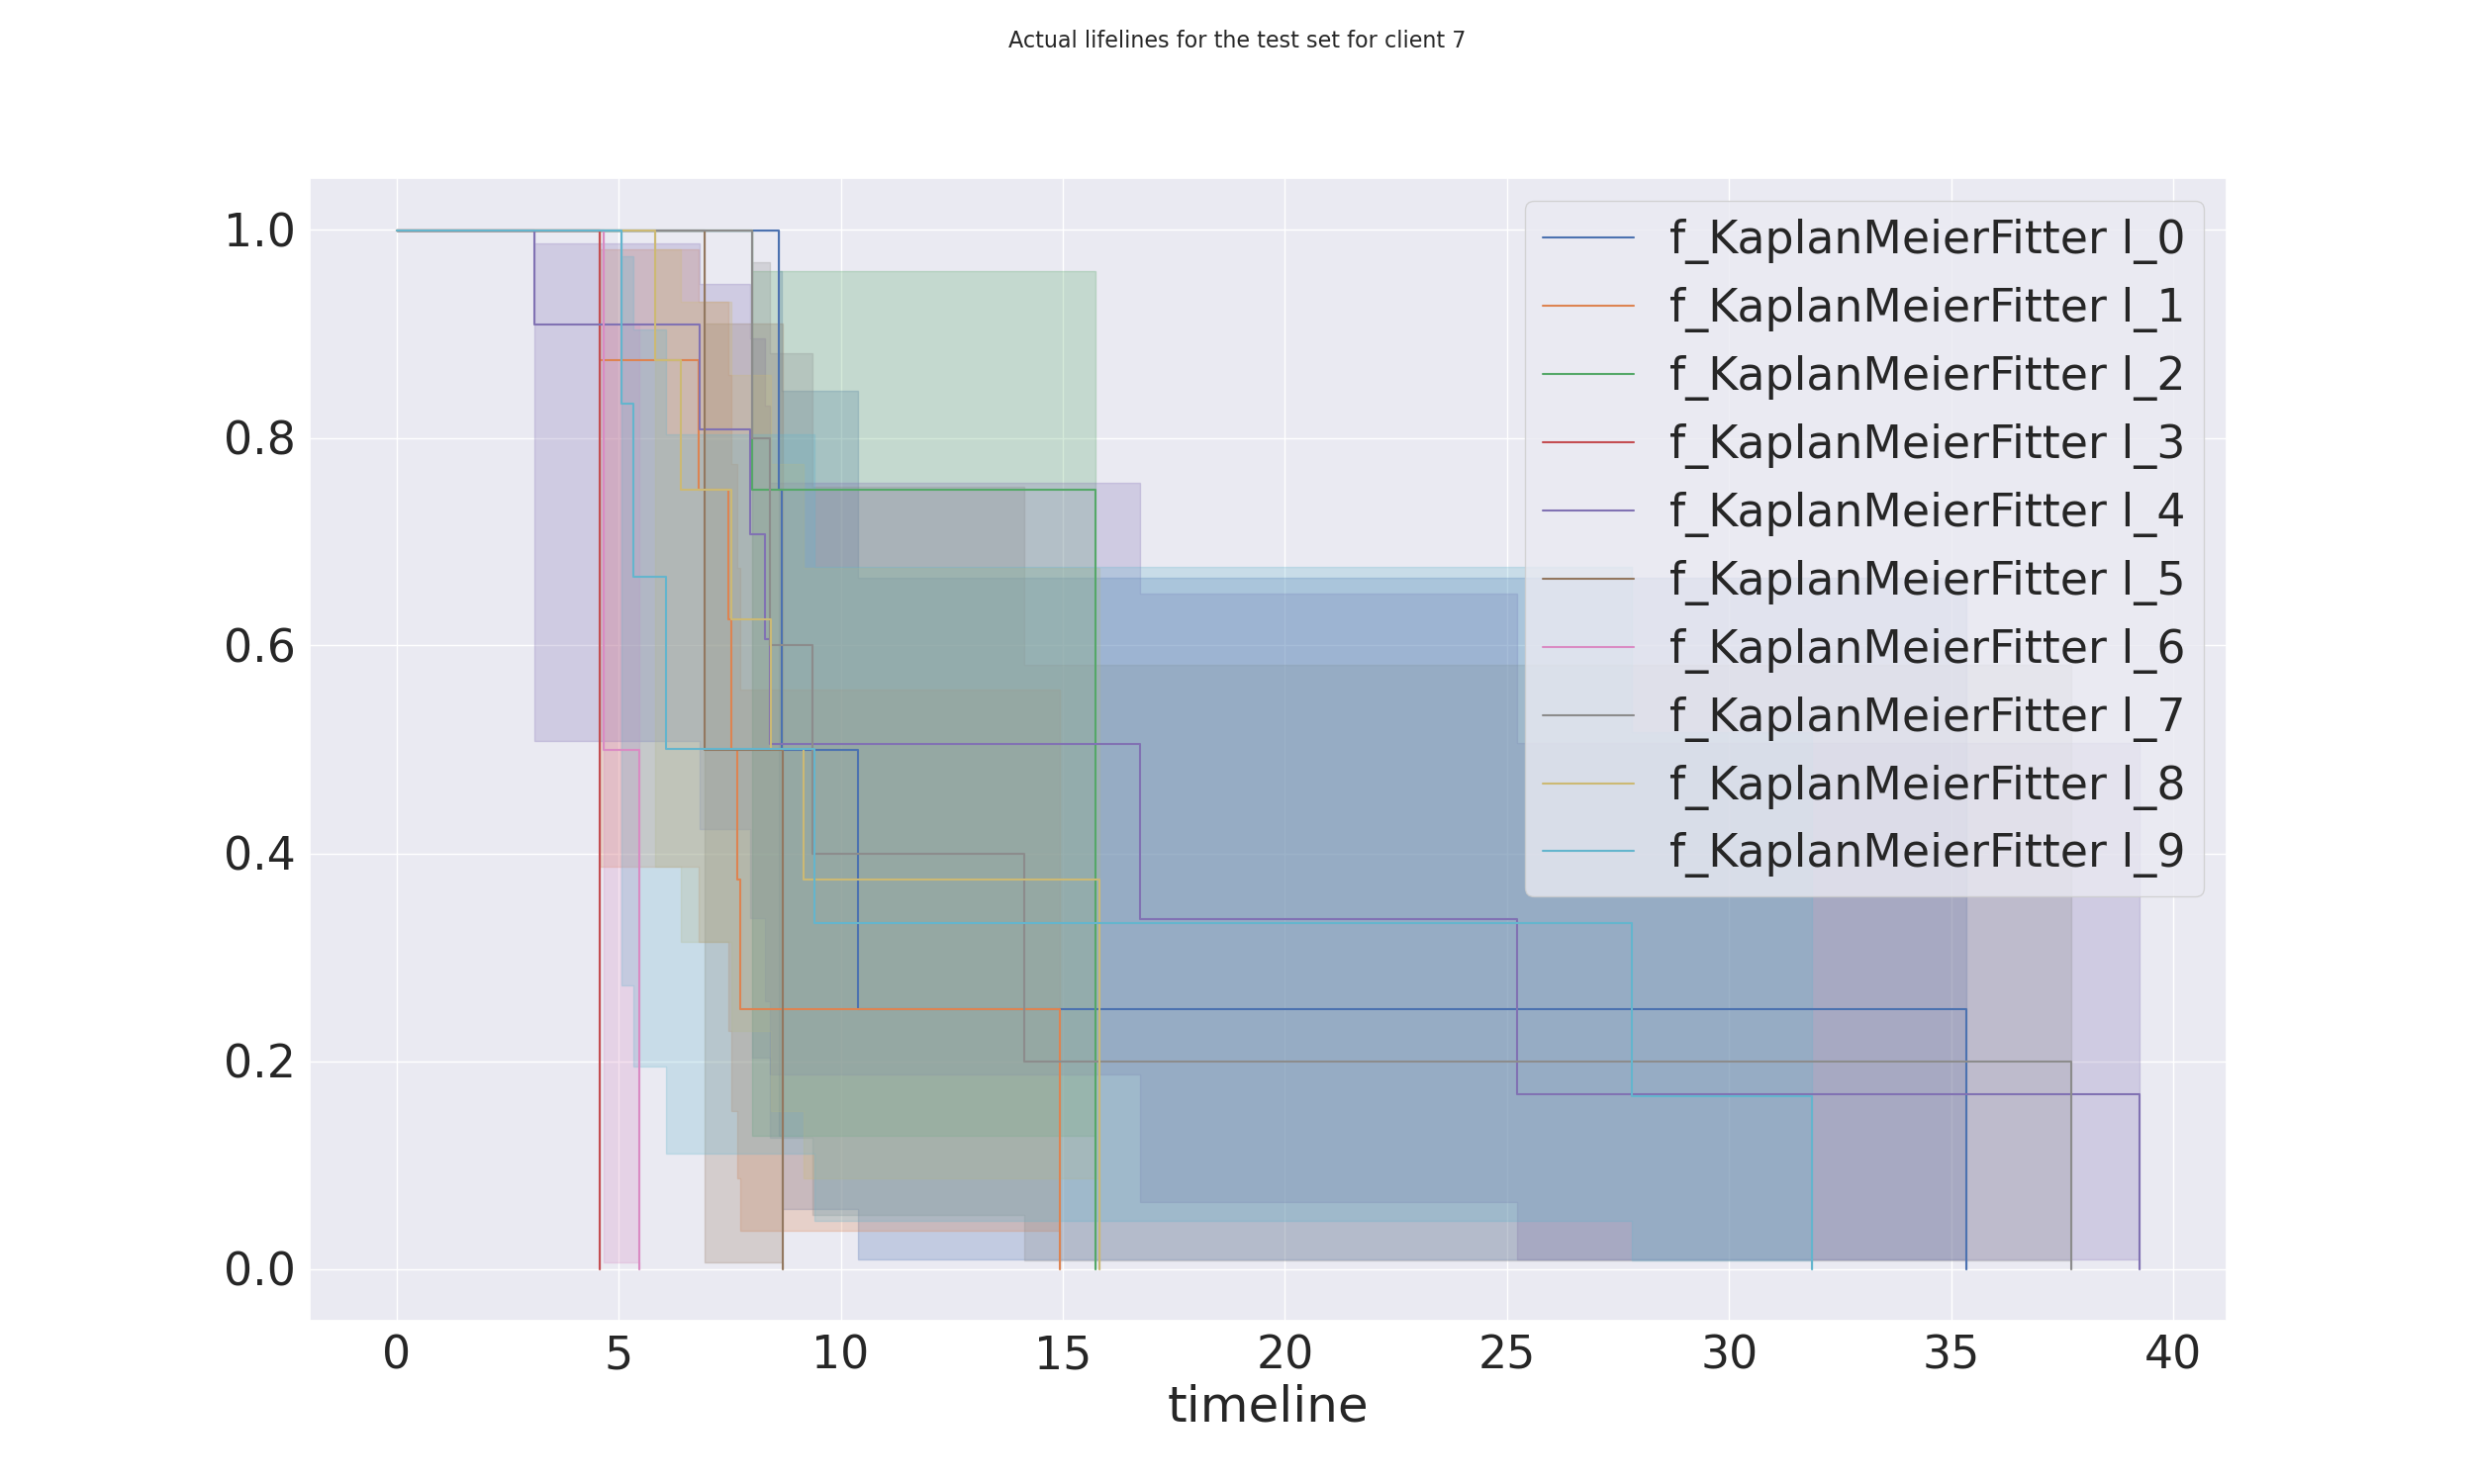 Actual lifelines for the test set for client 7
1.0
0.8
0.6
0.4
0.2
0.0
f_KaplanMeierFitter l_0
f_KaplanMeierFitter l_1
f_KaplanMeierFitter l_2
f_KaplanMeierFitter l_3
f_KaplanMeierFitter l_4
f_KaplanMeierFitter l_5
f_KaplanMeierFitter l_6
f_KaplanMeierFitter l_7
f_KaplanMeierFitter l_8
f_KaplanMeierFitter l_9
0 5 10 15 20 25 30 35 40
timeline